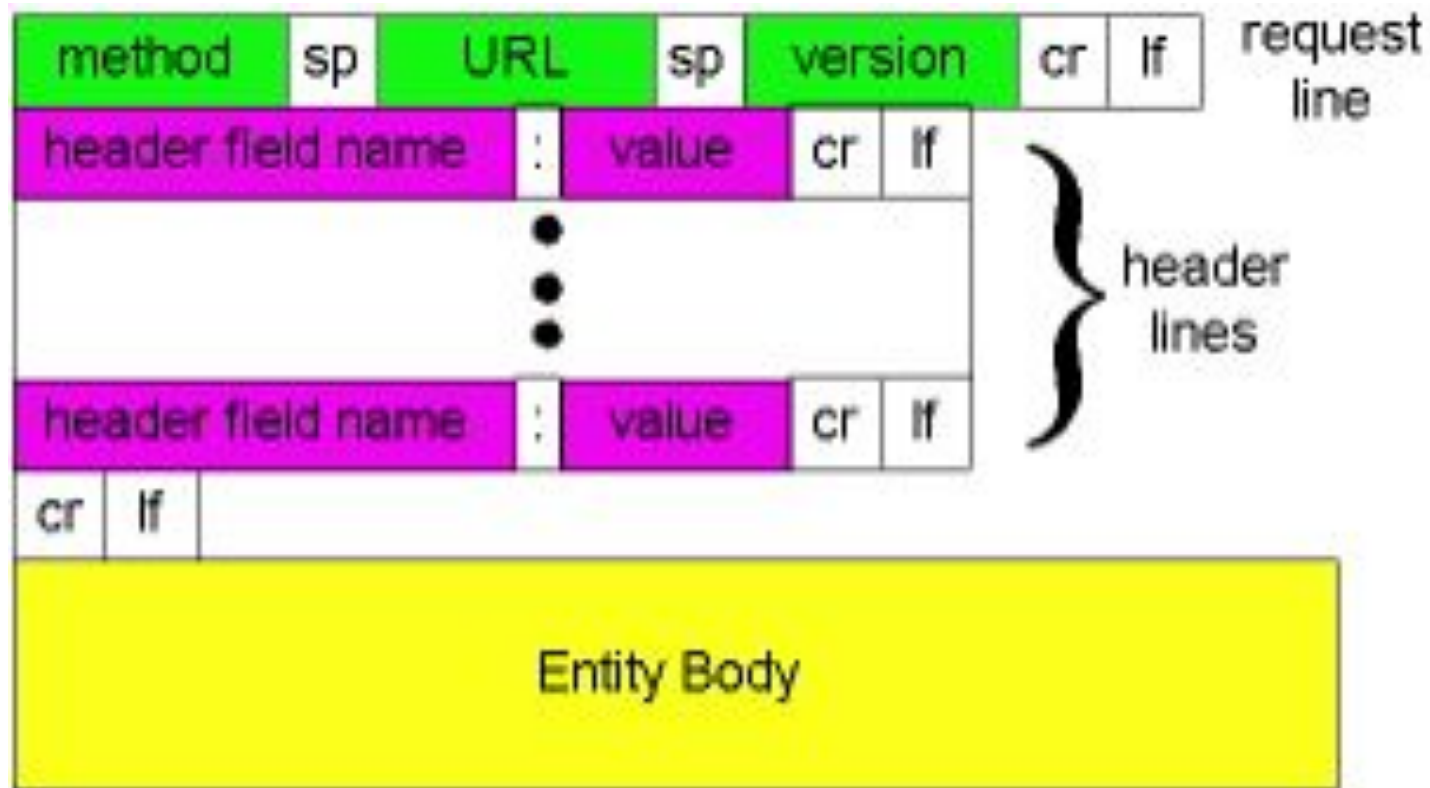 method sp URL sp version cr lf request line
header field name : value cr lf
header lines
header field name : value cr lf
cr lf
Entity Body